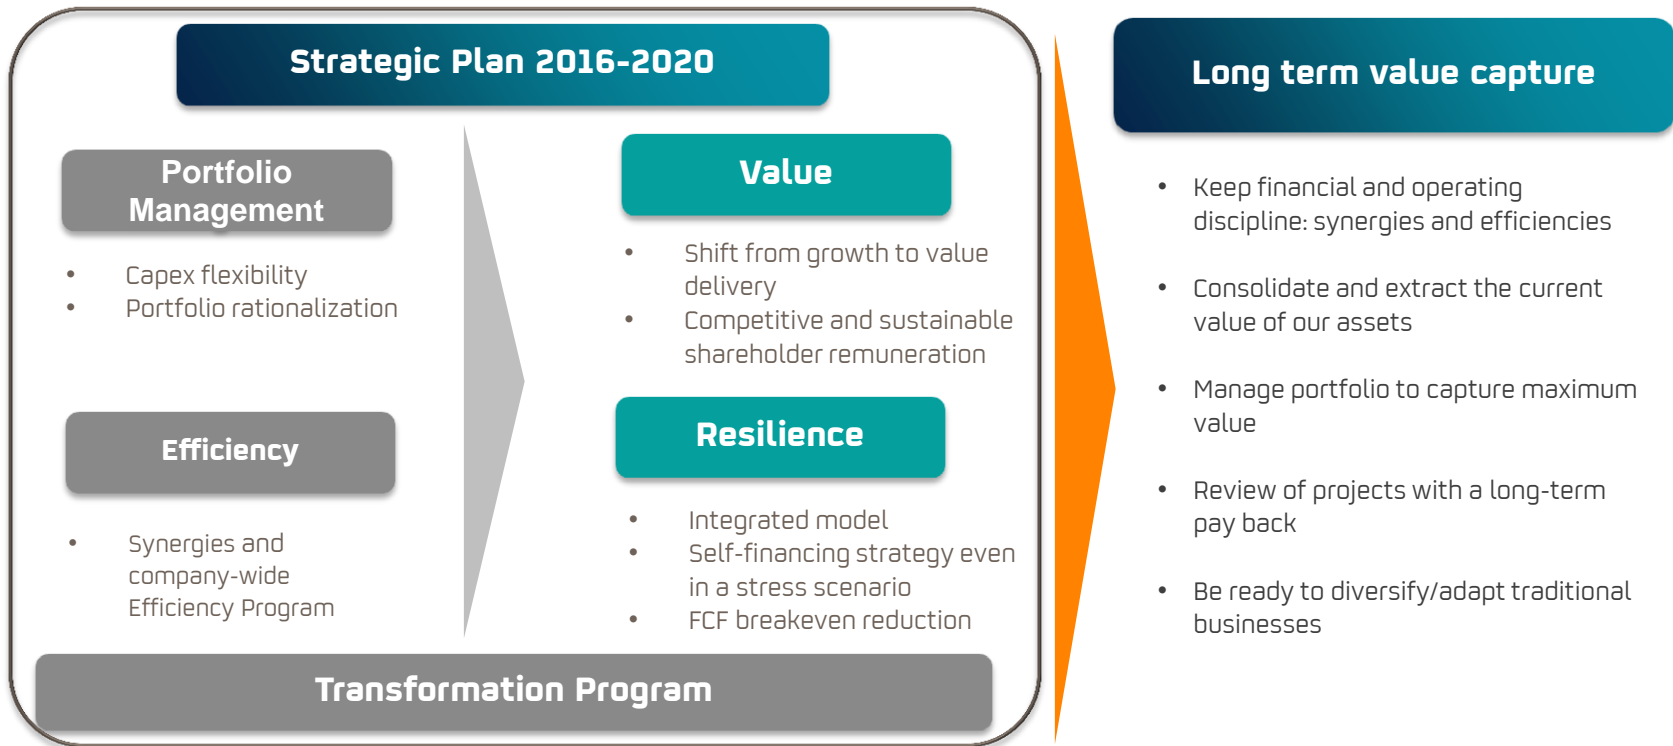 Strategic Plan 2016-2020
Portfolio
Management
• Capex flexibility
• Portfolio rationalization
Efficiency
• Synergies and
company-wide
Efficiency Program
Value
• Shift from growth to value
delivery
• Competitive and sustainable
shareholder remuneration
Resilience
• Integrated model
• Self-financing strategy even
in a stress scenario
• FCF breakeven reduction
Transformation Program
Long term value capture
• Keep financial and operating
discipline: synergies and efficiencies
• Consolidate and extract the current
value of our assets
• Manage portfolio to capture maximum
value
• Review of projects with a long-term
pay back
• Be ready to diversify/adapt traditional
businesses